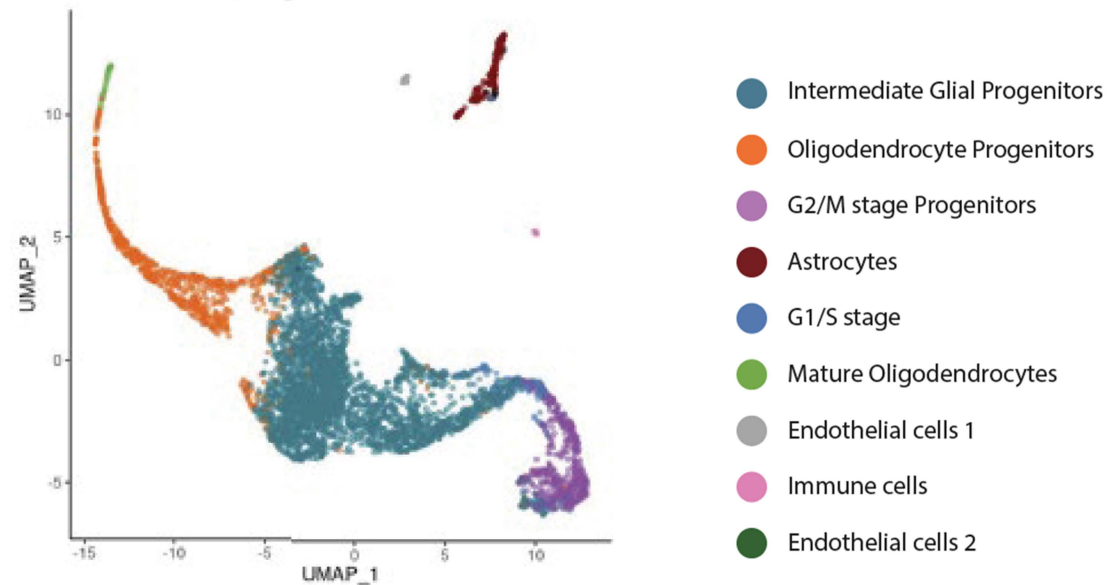 10
5
0
-5
UMAP_2
-15
-10
-5
0
5
10
UMAP_1
Intermediate Glial Progenitors
Oligodendrocyte Progenitors
G2/M stage Progenitors
Astrocytes
G1/S stage
Mature Oligodendrocytes
Endothelial cells 1
Immune cells
Endothelial cells 2